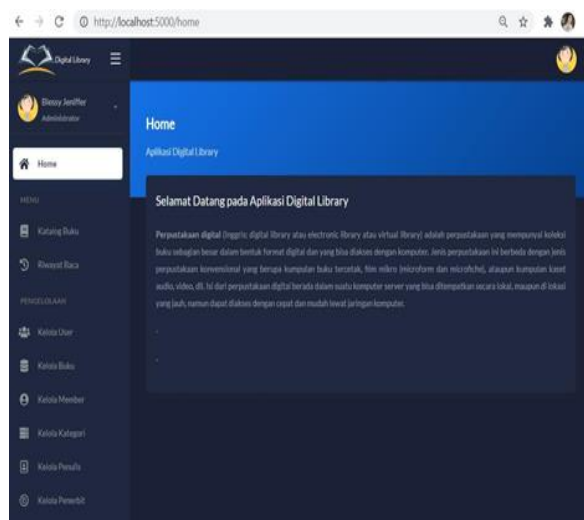 http://localhost:5000/home
Digital Library
Blessy Jeniffer
Administrator
Home
MENU
Katalog Buku
Riwayat Baca
PENGELOLAAN
Kelola User
Kelola Buku
Kelola Member
Kelola Kategori
Kelola Penulis
Kelola Penerbit
Home
Aplikasi Digital Library
Selamat Datang pada Aplikasi Digital Library
Perpustakaan digital (Inggris: digital library atau electronic library atau virtual library) adalah perpustakaan yang mempunyai koleksi
buku sebagian besar dalam bentuk format digital dan yang bisa diakses dengan komputer. Jenis perpustakaan ini berbeda dengan jenis
perpustakaan konvensional yang berupa kumpulan buku tercetak, film mikro (microform dan microfiche), ataupun kumpulan kaset
audio, video, dll. Isi dari perpustakaan digital berada dalam suatu komputer server yang bisa ditempatkan secara lokal, maupun di lokasi
yang jauh, namun dapat diakses dengan cepat dan mudah lewat jaringan komputer.